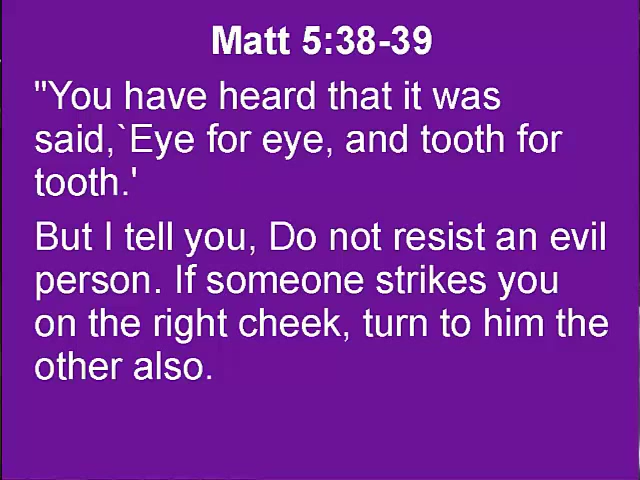 Matt 5:38-39
"You have heard that it was
said,`Eye for eye, and tooth for
tooth.'
But I tell you, Do not resist an evil
person. If someone strikes you
on the right cheek, turn to him the
other also.